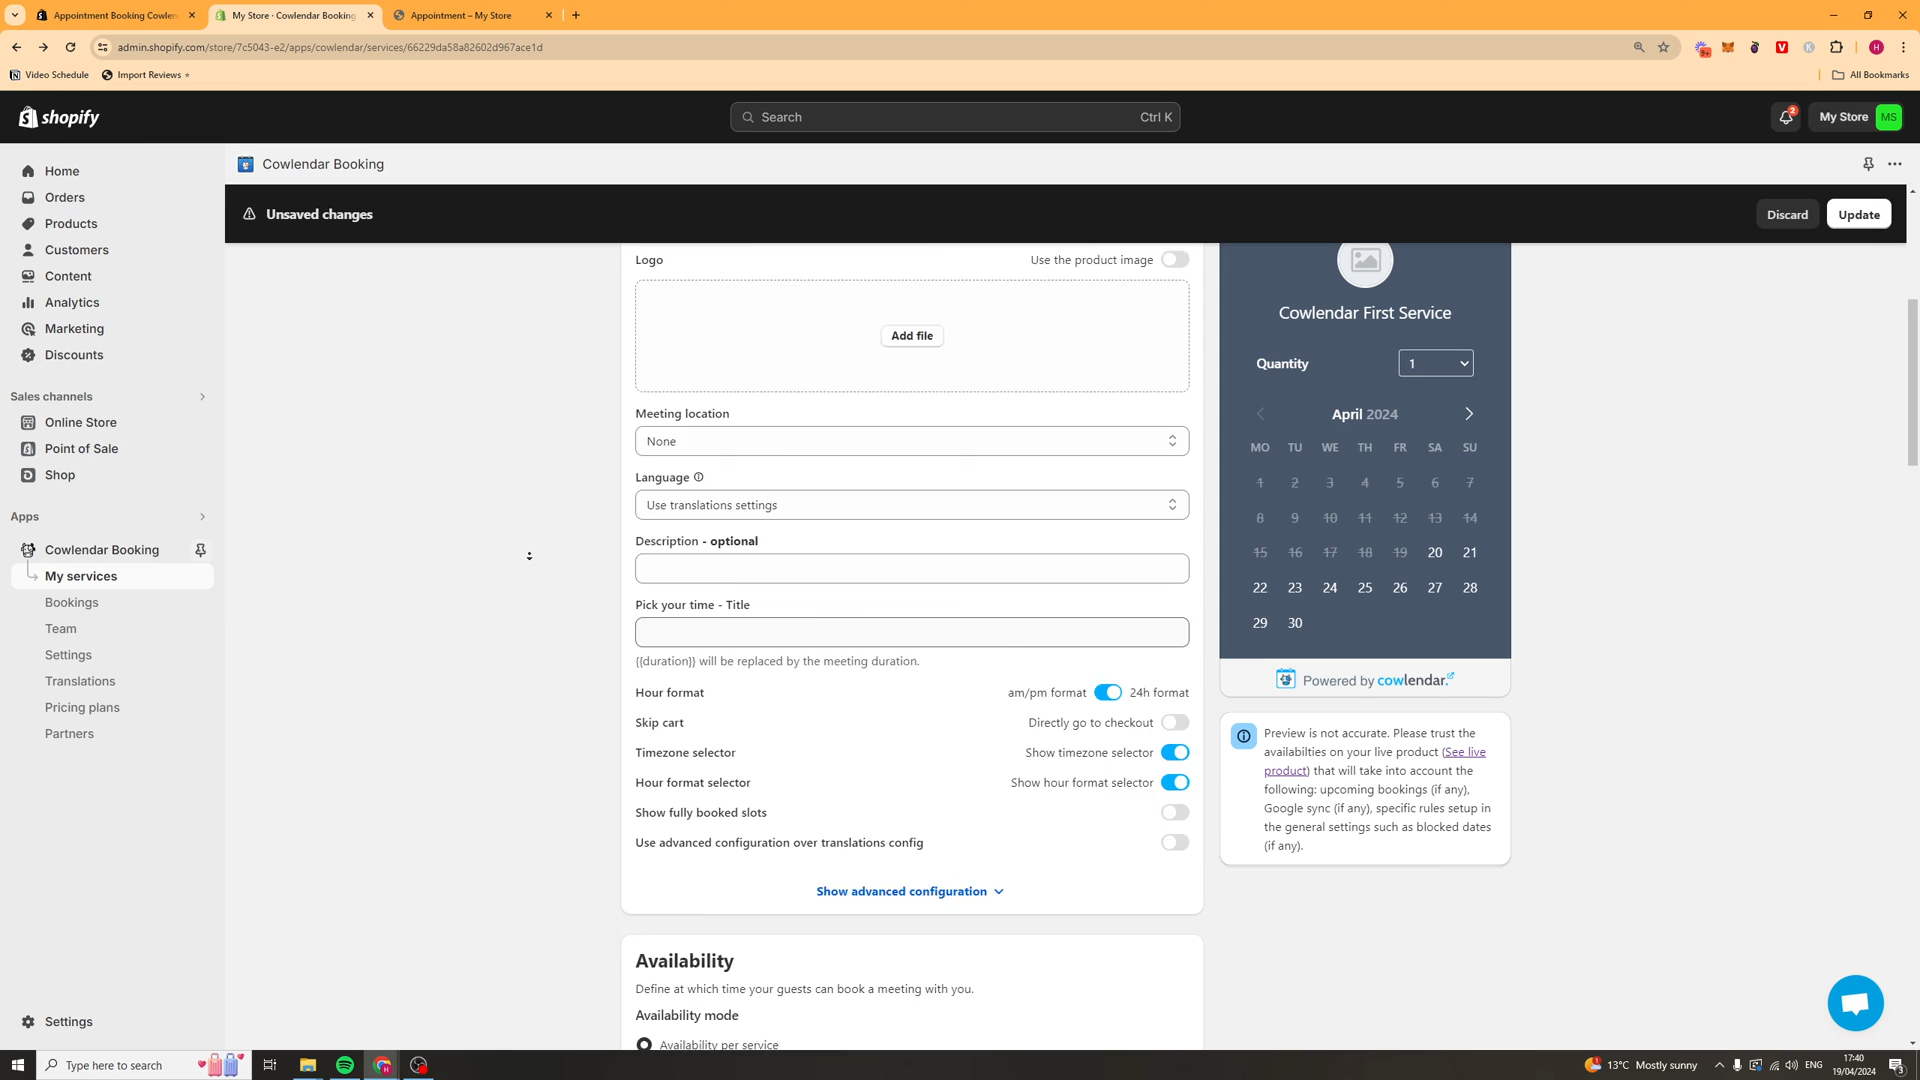 Appointment Booking Cowlen
My Store · Cowlendar Booking
Appointment – My Store
admin.shopify.com/store/7c5043-e2/apps/cowlendar/services/66229da58a82602d967ace1d
Video Schedule
Import Reviews
All Bookmarks
shopify
Search
Ctrl K
2
My Store
MS
Home
Orders
Products
Customers
Content
Analytics
Marketing
Discounts
Sales channels
Online Store
Point of Sale
Shop
Apps
Cowlendar Booking
My services
Bookings
Team
Settings
Translations
Pricing plans
Partners
Settings
Cowlendar Booking
Unsaved changes
Discard
Update
Logo
Use the product image
Add file
Meeting location
None
Language
Use translations settings
Description - optional
Pick your time - Title
{{duration}} will be replaced by the meeting duration.
Hour format
am/pm format
24h format
Skip cart
Directly go to checkout
Timezone selector
Show timezone selector
Hour format selector
Show hour format selector
Show fully booked slots
Use advanced configuration over translations config
Show advanced configuration
Availability
Define at which time your guests can book a meeting with you.
Availability mode
Availability per service
Cowlendar First Service
Quantity
1
April 2024
MO TU WE TH FR SA SU
1 2 3 4 5 6 7
8 9 10 11 12 13 14
15 16 17 18 19 20 21
22 23 24 25 26 27 28
29 30
Powered by cowlendar.
Preview is not accurate. Please trust the
availabilties on your live product (See live
product) that will take into account the
following: upcoming bookings (if any),
Google sync (if any), specific rules setup in
the general settings such as blocked dates
(if any).
Type here to search
13°C Mostly sunny
ENG
17:40
19/04/2024